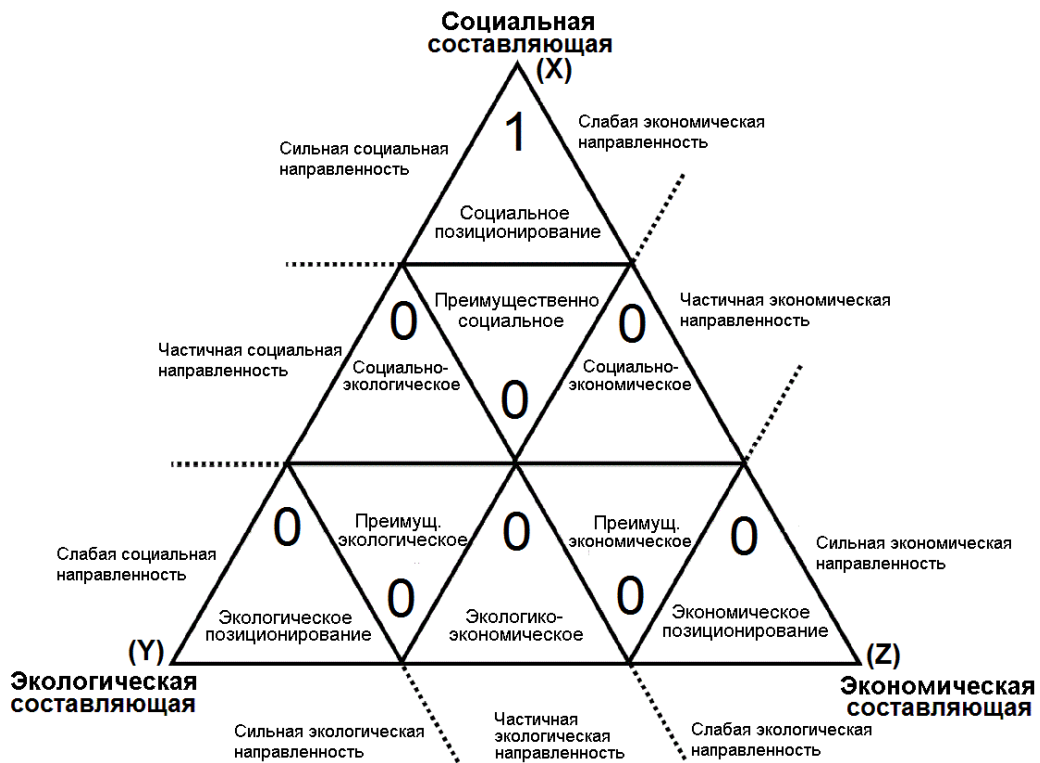 Социальная
составляющая
(X)
1
Слабая экономическая
направленность
Сильная социальная
направленность
Социальное
позиционирование
Преимущественно
социальное
0
0
Частичная экономическая
направленность
Частичная социальная
направленность
Социально-
экологическое
Социально-
экономическое
0
0
Преимущ.
экологическое
0
Преимущ.
экономическое
0
Сильная экономическая
направленность
Слабая социальная
направленность
0
0
Экологическое
позиционирование
Экологико-
экономическое
Экономическое
позиционирование
(Y)
(Z)
Экологическая
составляющая
Экономическая
составляющая
Сильная экологическая
направленность
Частичная
экологическая
направленность
Слабая экологическая
направленность